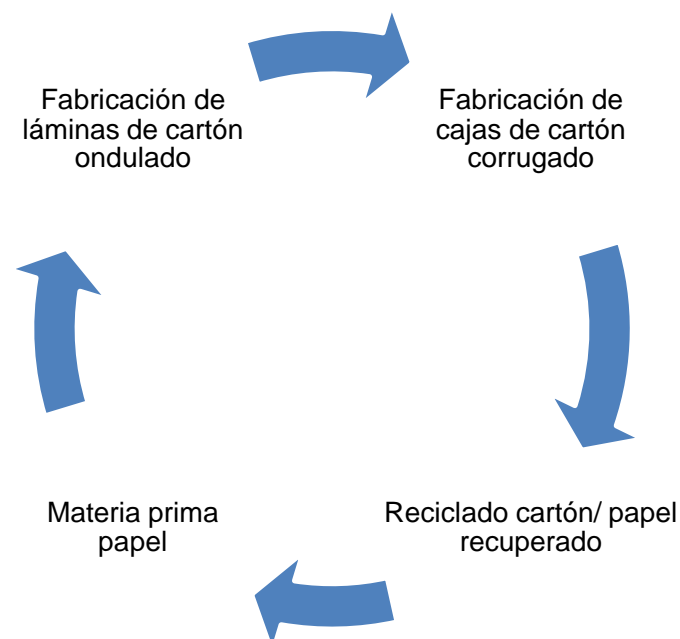 Fabricación de
láminas de cartón
ondulado
Fabricación de
cajas de cartón
corrugado
Materia prima
papel
Reciclado cartón/ papel
recuperado